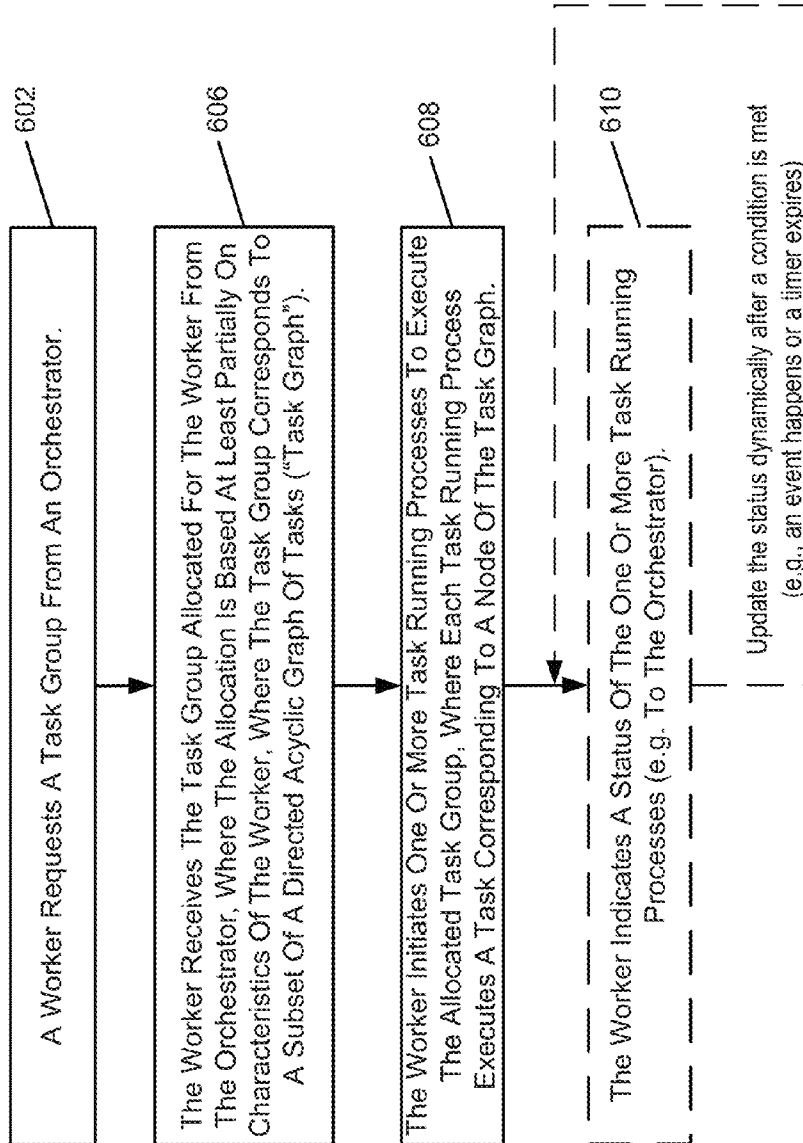 602
A Worker Requests A Task Group From An Orchestrator.
606
The Worker Receives The Task Group Allocated For The Worker From
The Orchestrator, Where The Allocation Is Based At Least Partially On
Characteristics Of The Worker, Where The Task Group Corresponds To
A Subset Of A Directed Acyclic Graph Of Tasks (“Task Graph”).
608
The Worker Initiates One Or More Task Running Processes To Execute
The Allocated Task Group, Where Each Task Running Process
Executes A Task Corresponding To A Node Of The Task Graph.
610
The Worker Indicates A Status Of The One Or More Task Running
Processes (e.g. To The Orchestrator).
Update the status dynamically after a condition is met
(e.g., an event happens or a timer expires)